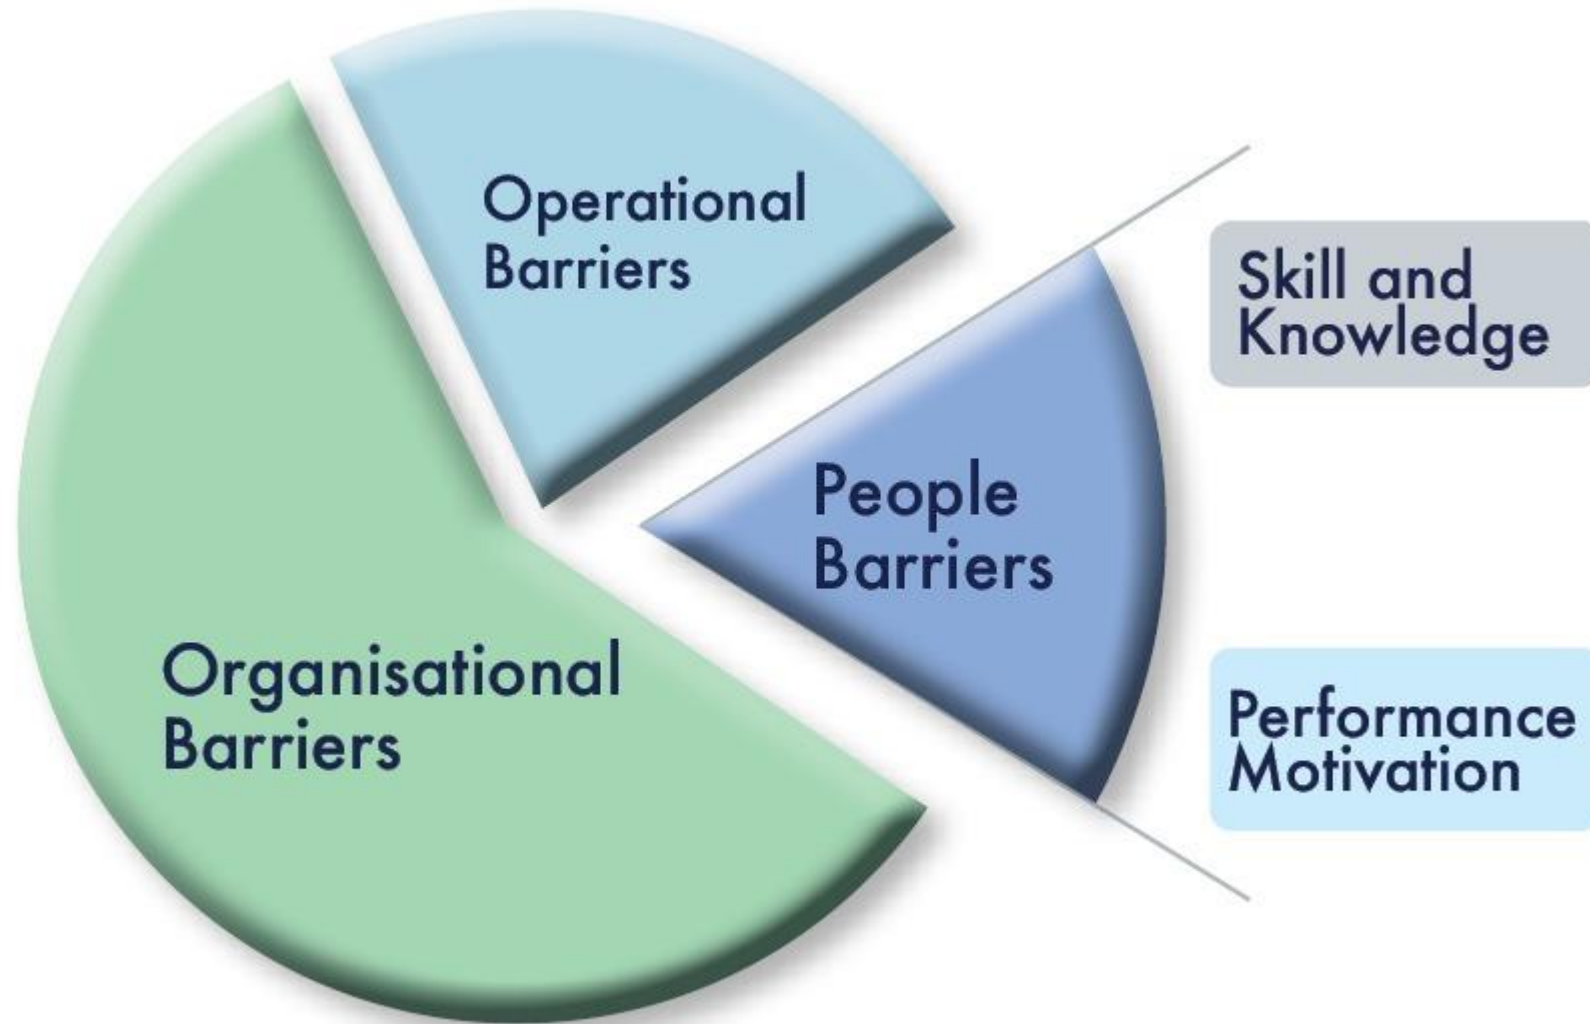 Operational
Barriers
Skill and
Knowledge
People
Barriers
Organisational
Barriers
Performance
Motivation